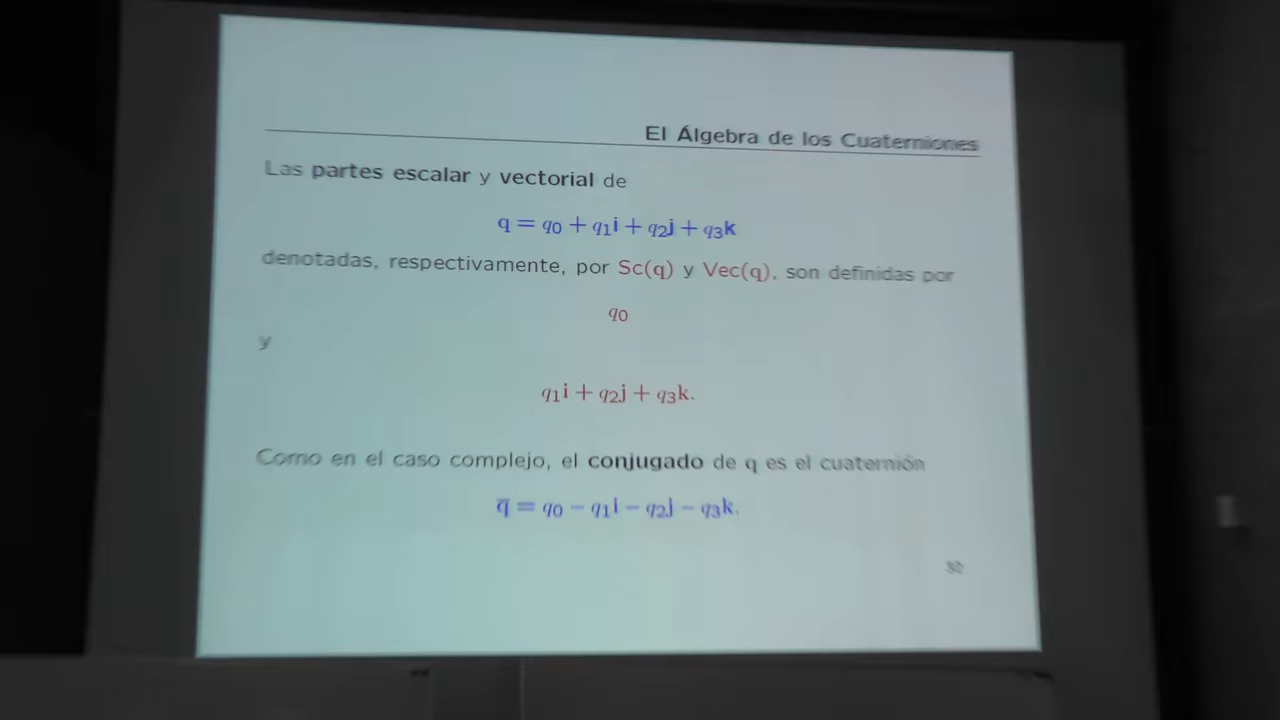 El Álgebra de los Cuaterniones
Las partes escalar y vectorial de
q = q₀ + q₁i + q₂j + q₃k
denotadas, respectivamente, por Sc(q) y Vec(q), son definidas por
q₀
y
q₁i + q₂j + q₃k.
Como en el caso complejo, el conjugado de q es el cuaternión
q̅ = q₀ − q₁i − q₂j − q₃k.